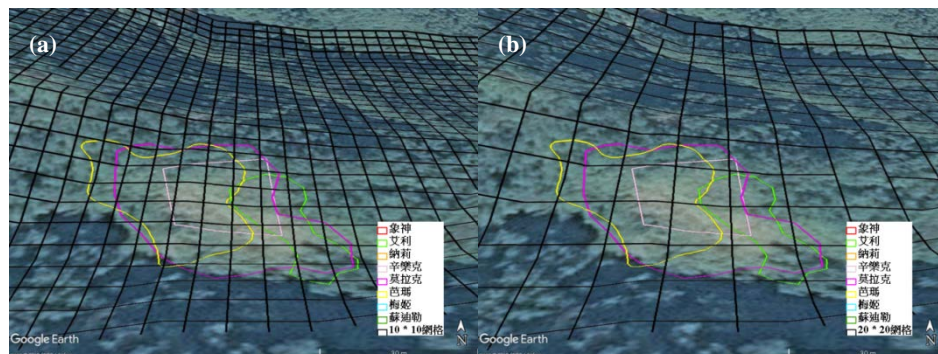 (a)
象神
艾利
納莉
辛樂克
莫拉克
芭瑪
梅姬
蘇迪勒
10 * 10網格
Google Earth
N
30 m
(b)
象神
艾利
納莉
辛樂克
莫拉克
芭瑪
梅姬
蘇迪勒
20 * 20網格
Google Earth
N
30 m